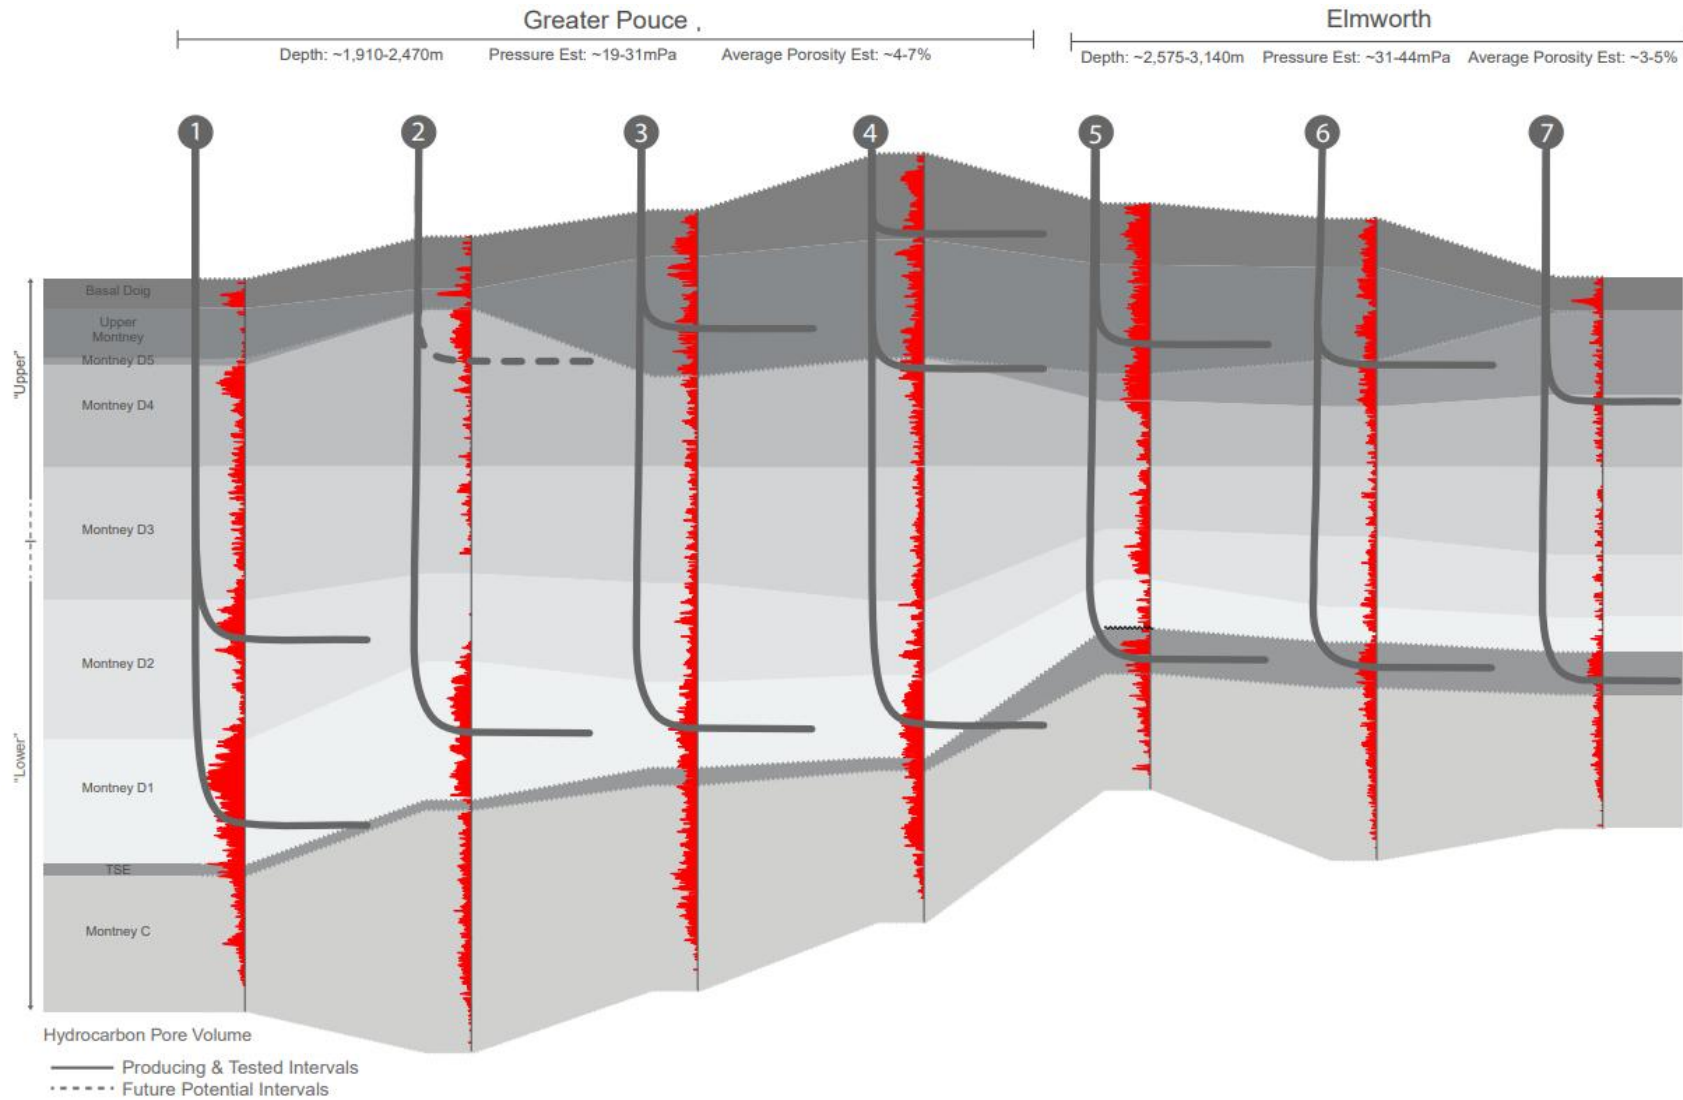 Greater Pouce ,
Elmworth
Depth: ~1,910-2,470m Pressure Est: ~19-31mPa Average Porosity Est: ~4-7%
Depth: ~2,575-3,140m Pressure Est: ~31-44mPa Average Porosity Est: ~3-5%
1 2 3 4 5 6 7
Basal Doig
Upper
Montney
Montney D5
Montney D4
Montney D3
Montney D2
Montney D1
TSE
Montney C
"Upper"
"Lower"
Hydrocarbon Pore Volume
Producing & Tested Intervals
Future Potential Intervals